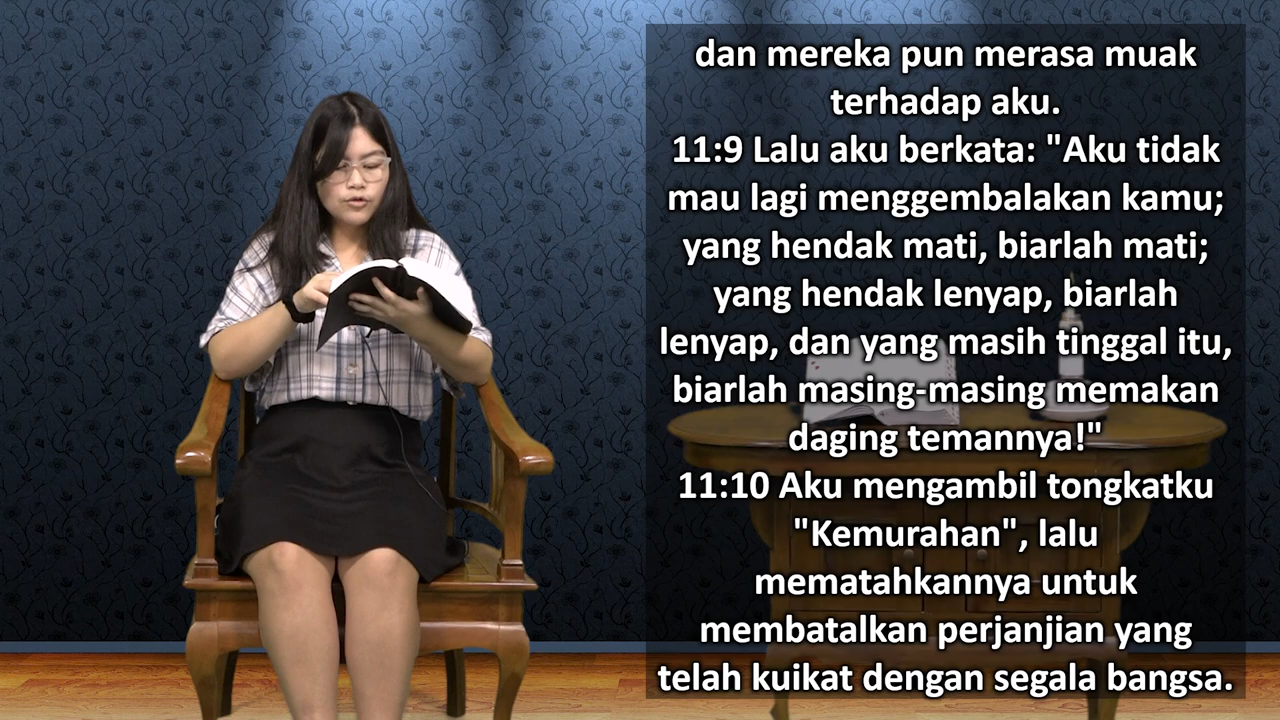 dan mereka pun merasa muak
terhadap aku.
11:9 Lalu aku berkata: "Aku tidak
mau lagi menggembalakan kamu;
yang hendak mati, biarlah mati;
yang hendak lenyap, biarlah
lenyap, dan yang masih tinggal itu,
biarlah masing-masing memakan
daging temannya!"
11:10 Aku mengambil tongkatku
"Kemurahan", lalu
mematahkannya untuk
membatalkan perjanjian yang
telah kuikat dengan segala bangsa.